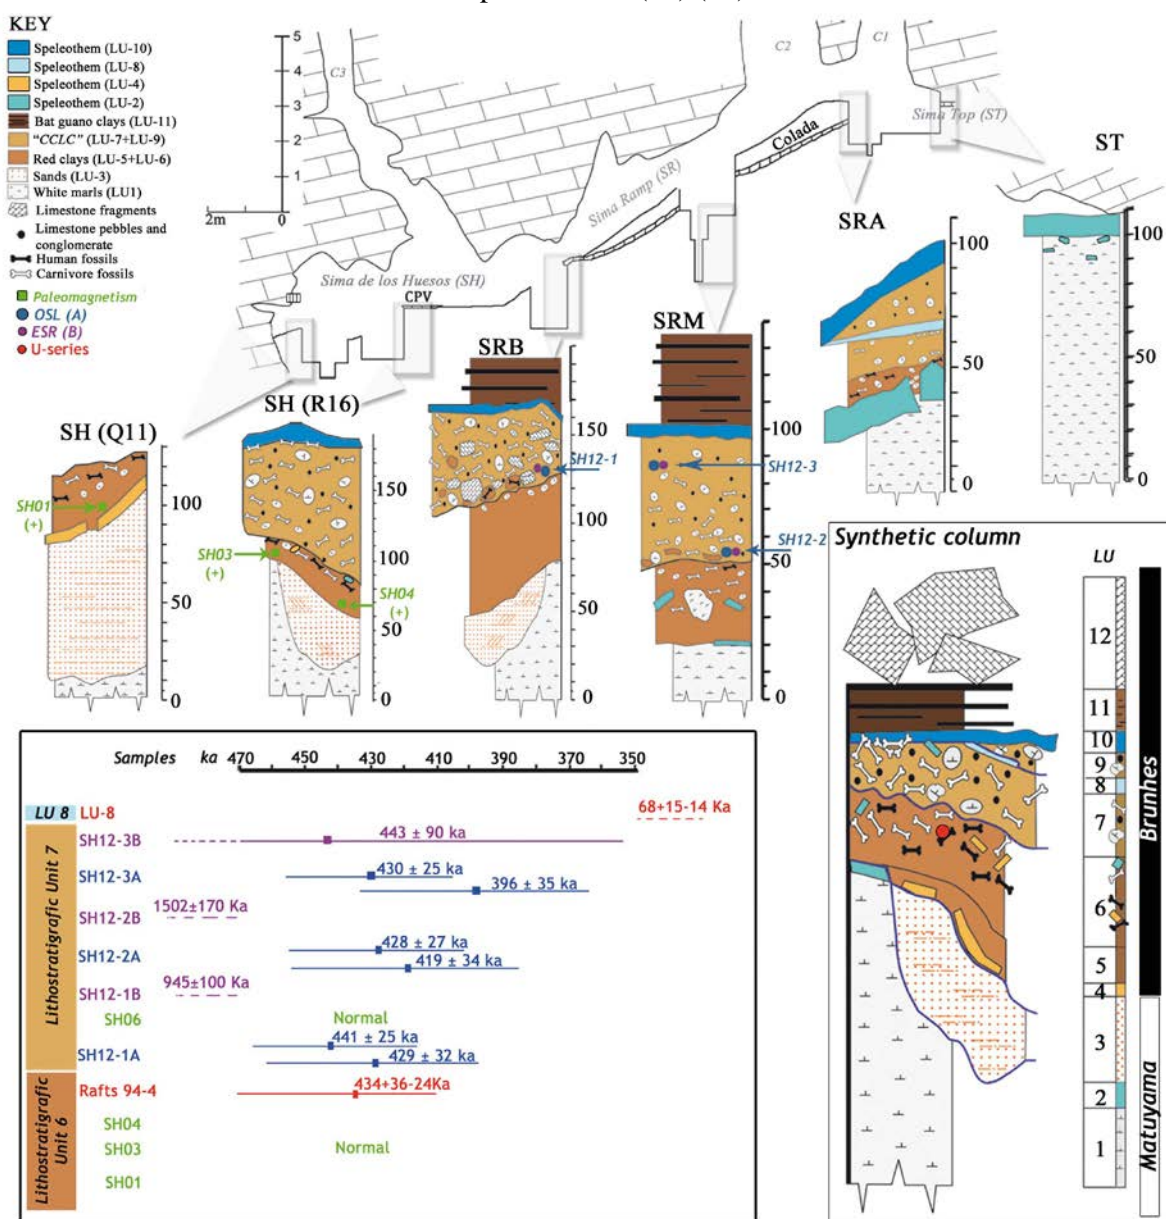 KEY
Speleothem (LU-10)
Speleothem (LU-8)
Speleothem (LU-4)
Speleothem (LU-2)
Bat guano clays (LU-11)
“CCLC” (LU-7+LU-9)
Red clays (LU-5+LU-6)
Sands (LU-3)
White marls (LU1)
Limestone fragments
Limestone pebbles and
conglomerate
Human fossils
Carnivore fossils
Paleomagnetism
OSL (A)
ESR (B)
U-series
5
4
3
2
1
2m 0
C3
C2
C1
Sima Top (ST)
Colada
Sima Ramp (SR)
Sima de los Huesos (SH)
CPV
ST
100
50
0
SRA
100
50
0
SRM
100
50
0
SH12-3
SH12-2
SRB
150
100
50
0
SH12-1
SH (R16)
150
100
50
0
SH03
(+)
SH04
(+)
SH (Q11)
100
50
0
SH01
(+)
Synthetic column
LU
12
11
10
9
8
7
6
5
4
3
2
1
Brunhes
Matuyama
Samples ka 470 450 430 410 390 370 350
LU 8 LU-8 68+15-14 Ka
Lithostratigrafic Unit 7
SH12-3B 443 ± 90 ka
SH12-3A 430 ± 25 ka
396 ± 35 ka
1502±170 Ka
SH12-2B
SH12-2A 428 ± 27 ka
419 ± 34 ka
945±100 Ka
SH12-1B
SH06 Normal
441 ± 25 ka
SH12-1A 429 ± 32 ka
Lithostratigrafic
Unit 6
Rafts 94-4 434+36-24Ka
SH04
SH03 Normal
SH01